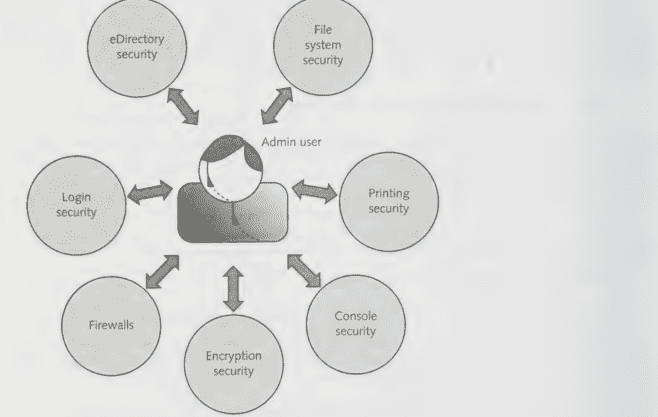 eDirectory
security
File
system
security
Admin user
Login
security
Printing
security
Firewalls
Console
security
Encryption
security